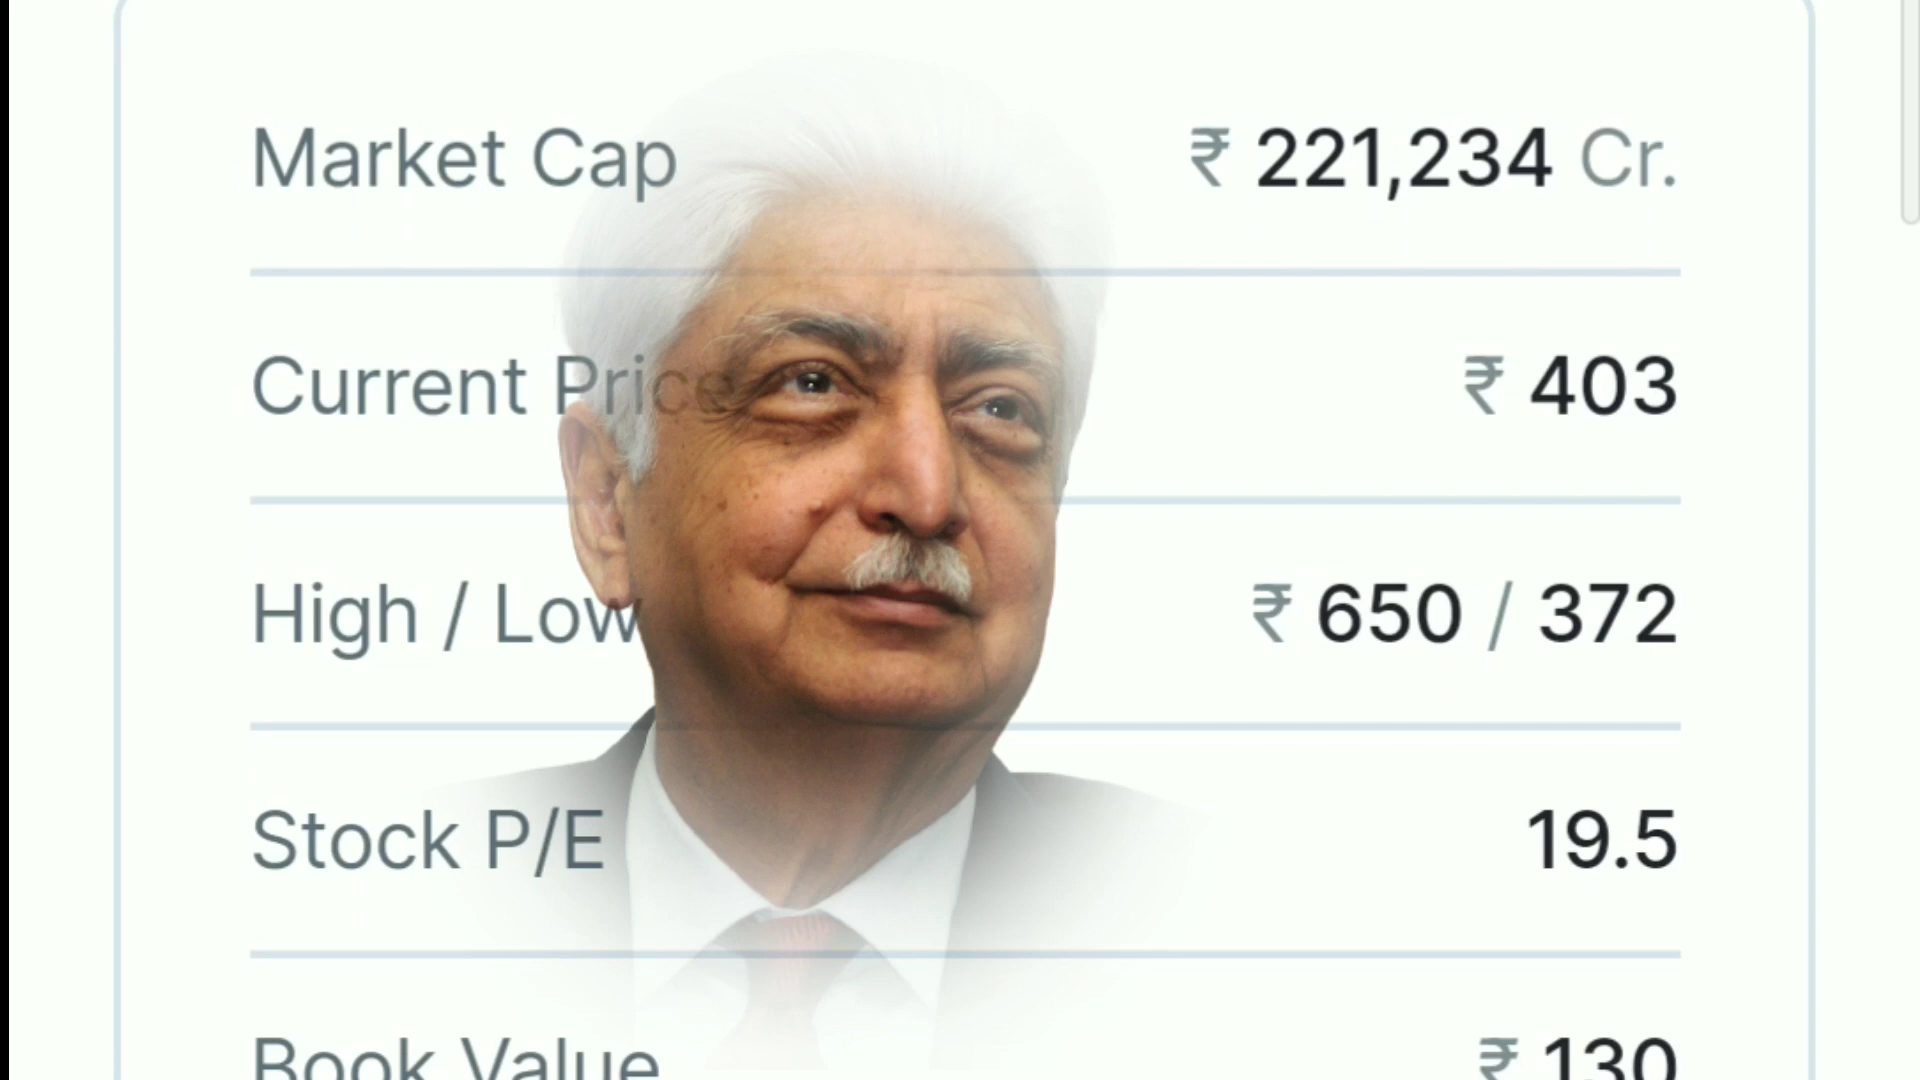 Market Cap ₹ 221,234 Cr.
Current Price ₹ 403
High / Low ₹ 650 / 372
Stock P/E 19.5
Book Value ₹ 130